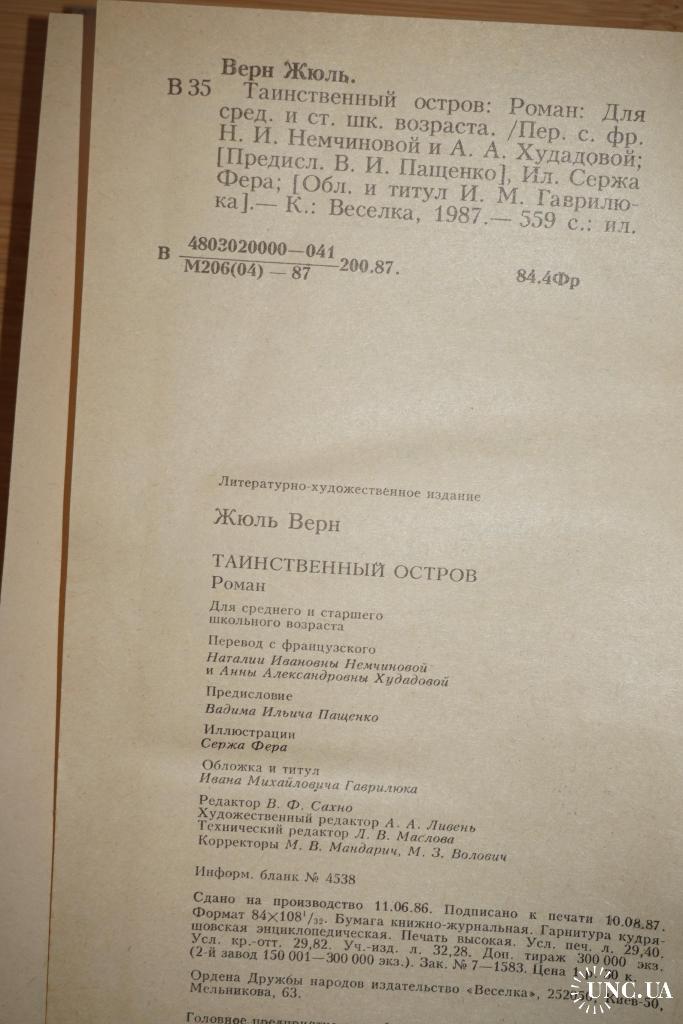 Верн Жюль.
В 35 Таинственный остров: Роман: Для
сред. и ст. шк. возраста. /Пер. с. фр.
Н. И. Немчиновой и А. А. Худадовой;
[Предисл. В. И. Пащенко], Ил. Сержа
Фера; [Обл. и титул И. М. Гаврилю-
ка].— К.: Веселка, 1987.— 559 с.: ил.
В 4803020000—041
М206(04) — 87 200.87.
84.4Фр
Литературно-художественное издание
Жюль Верн
ТАИНСТВЕННЫЙ ОСТРОВ
Роман
Для среднего и старшего
школьного возраста
Перевод с французского
Наталии Ивановны Немчиновой
и Анны Александровны Худадовой
Предисловие
Вадима Ильича Пащенко
Иллюстрации
Сержа Фера
Обложка и титул
Ивана Михайловича Гаврилюка
Редактор В. Ф. Сахно
Художественный редактор А. А. Ливень
Технический редактор Л. В. Маслова
Корректоры М. В. Мандарич, М. З. Волович
Информ. бланк № 4538
Сдано на производство 11.06.86. Подписано к печати 10.08.87.
Формат 84×108¹/₃₂. Бумага книжно-журнальная. Гарнитура кудря-
шовская энциклопедическая. Печать высокая. Усл. печ. л. 29,40.
Усл. кр.-отт. 29,82. Уч.-изд. л. 32,28. Доп. тираж 300 000 экз.
(2-й завод 150 001—300 000 экз.). Зак. № 7—1583. Цена 1 р. к.
Ордена Дружбы народов издательство «Веселка», Киев-50,
Мельникова, 63.
Головное
UNC.UA